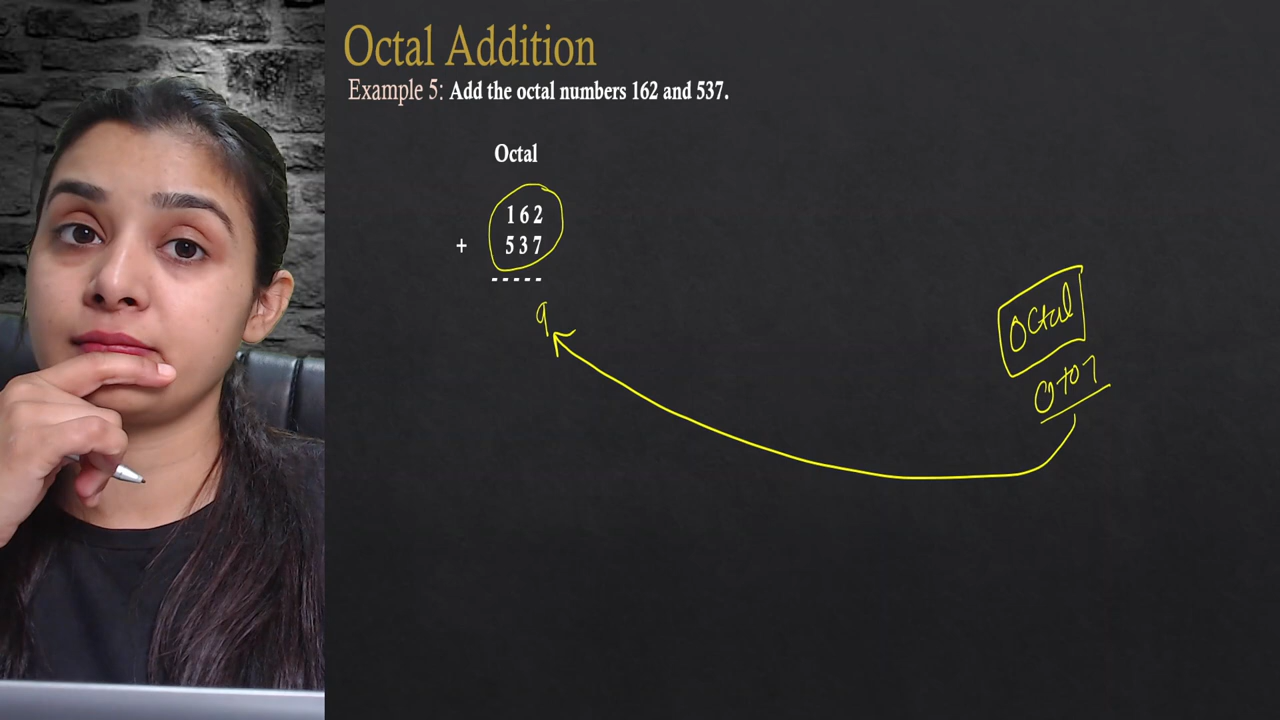 Octal Addition
Example 5: Add the octal numbers 162 and 537.
Octal
162
+ 537
-----
9
Octal
0 to 7